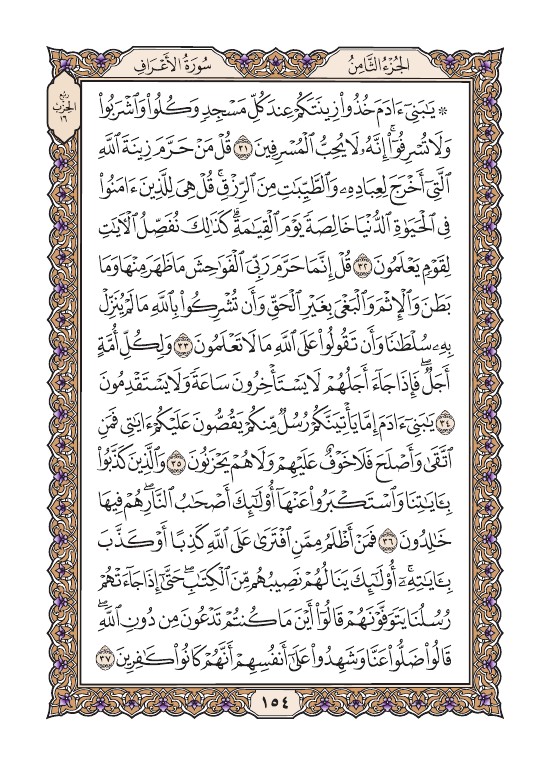 الجُزْءُ الثَّامِنُ
سُورَةُ الأَعْرَافِ
رُبْع
الحِزْبِ
١٦
۞ يَٰبَنِىٓ ءَادَمَ خُذُوا۟ زِينَتَكُمْ عِندَ كُلِّ مَسْجِدٍ وَكُلُوا۟ وَٱشْرَبُوا۟
وَلَا تُسْرِفُوٓا۟ إِنَّهُۥ لَا يُحِبُّ ٱلْمُسْرِفِينَ ٣١ قُلْ مَنْ حَرَّمَ زِينَةَ ٱللَّهِ
ٱلَّتِىٓ أَخْرَجَ لِعِبَادِهِۦ وَٱلطَّيِّبَٰتِ مِنَ ٱلرِّزْقِ ۚ قُلْ هِىَ لِلَّذِينَ ءَامَنُوا۟
فِى ٱلْحَيَوٰةِ ٱلدُّنْيَا خَالِصَةً يَوْمَ ٱلْقِيَٰمَةِ ۗ كَذَٰلِكَ نُفَصِّلُ ٱلْءَايَٰتِ
لِقَوْمٍ يَعْلَمُونَ ٣٢ قُلْ إِنَّمَا حَرَّمَ رَبِّىَ ٱلْفَوَٰحِشَ مَا ظَهَرَ مِنْهَا وَمَا
بَطَنَ وَٱلْإِثْمَ وَٱلْبَغْىَ بِغَيْرِ ٱلْحَقِّ وَأَن تُشْرِكُوا۟ بِٱللَّهِ مَا لَمْ يُنَزِّلْ
بِهِۦ سُلْطَٰنًا وَأَن تَقُولُوا۟ عَلَى ٱللَّهِ مَا لَا تَعْلَمُونَ ٣٣ وَلِكُلِّ أُمَّةٍ
أَجَلٌ ۖ فَإِذَا جَآءَ أَجَلُهُمْ لَا يَسْتَأْخِرُونَ سَاعَةً وَلَا يَسْتَقْدِمُونَ
٣٤ يَٰبَنِىٓ ءَادَمَ إِمَّا يَأْتِيَنَّكُمْ رُسُلٌ مِّنكُمْ يَقُصُّونَ عَلَيْكُمْ ءَايَٰتِى فَمَنِ
ٱتَّقَىٰ وَأَصْلَحَ فَلَا خَوْفٌ عَلَيْهِمْ وَلَا هُمْ يَحْزَنُونَ ٣٥ وَٱلَّذِينَ كَذَّبُوا۟
بِـَٔايَٰتِنَا وَٱسْتَكْبَرُوا۟ عَنْهَآ أُو۟لَٰٓئِكَ أَصْحَٰبُ ٱلنَّارِ ۖ هُمْ فِيهَا
خَٰلِدُونَ ٣٦ فَمَنْ أَظْلَمُ مِمَّنِ ٱفْتَرَىٰ عَلَى ٱللَّهِ كَذِبًا أَوْ كَذَّبَ
بِـَٔايَٰتِهِۦٓ ۚ أُو۟لَٰٓئِكَ يَنَالُهُمْ نَصِيبُهُم مِّنَ ٱلْكِتَٰبِ ۖ حَتَّىٰٓ إِذَا جَآءَتْهُمْ
رُسُلُنَا يَتَوَفَّوْنَهُمْ قَالُوٓا۟ أَيْنَ مَا كُنتُمْ تَدْعُونَ مِن دُونِ ٱللَّهِ ۖ
قَالُوا۟ ضَلُّوا۟ عَنَّا وَشَهِدُوا۟ عَلَىٰٓ أَنفُسِهِمْ أَنَّهُمْ كَانُوا۟ كَٰفِرِينَ ٣٧
١٥٤